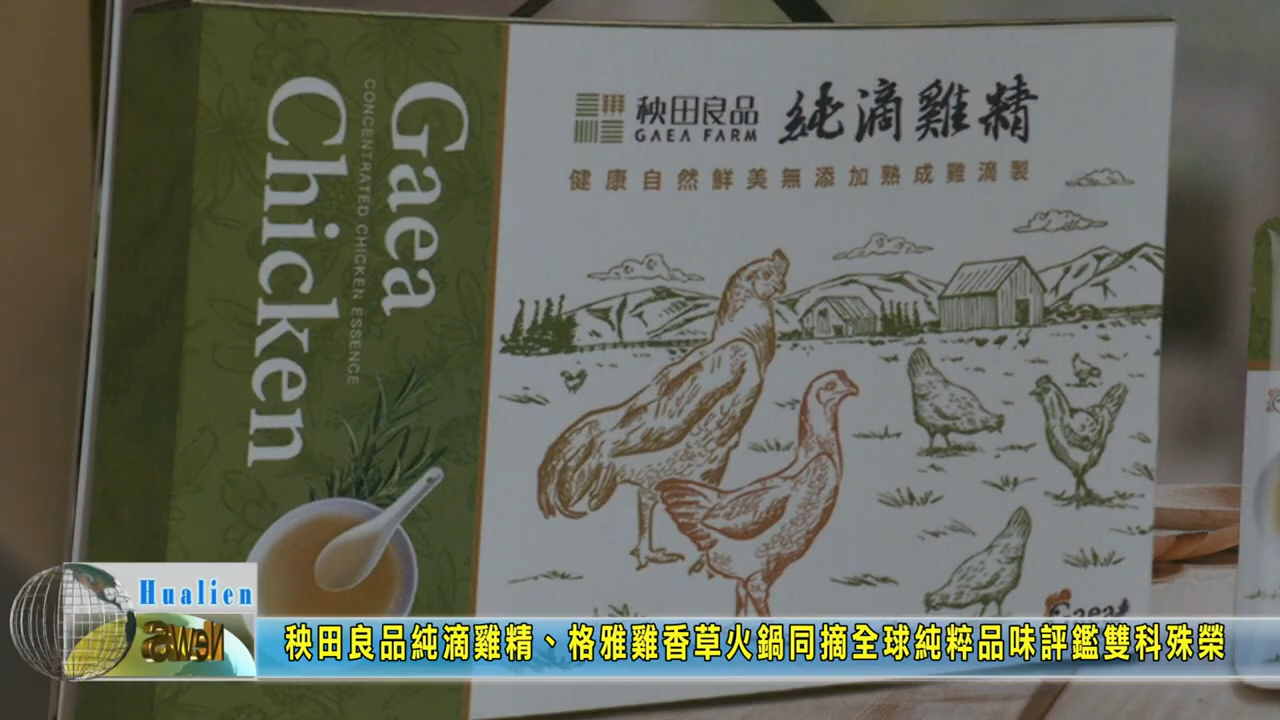 Gaea
Chicken
CONCENTRATED CHICKEN ESSENCE
秧田良品
GAEA FARM
純滴雞精
健康自然鮮美無添加熟成雞滴製
Gaea
Hualien
News
秧田良品純滴雞精、格雅雞香草火鍋同摘全球純粹品味評鑑雙科殊榮